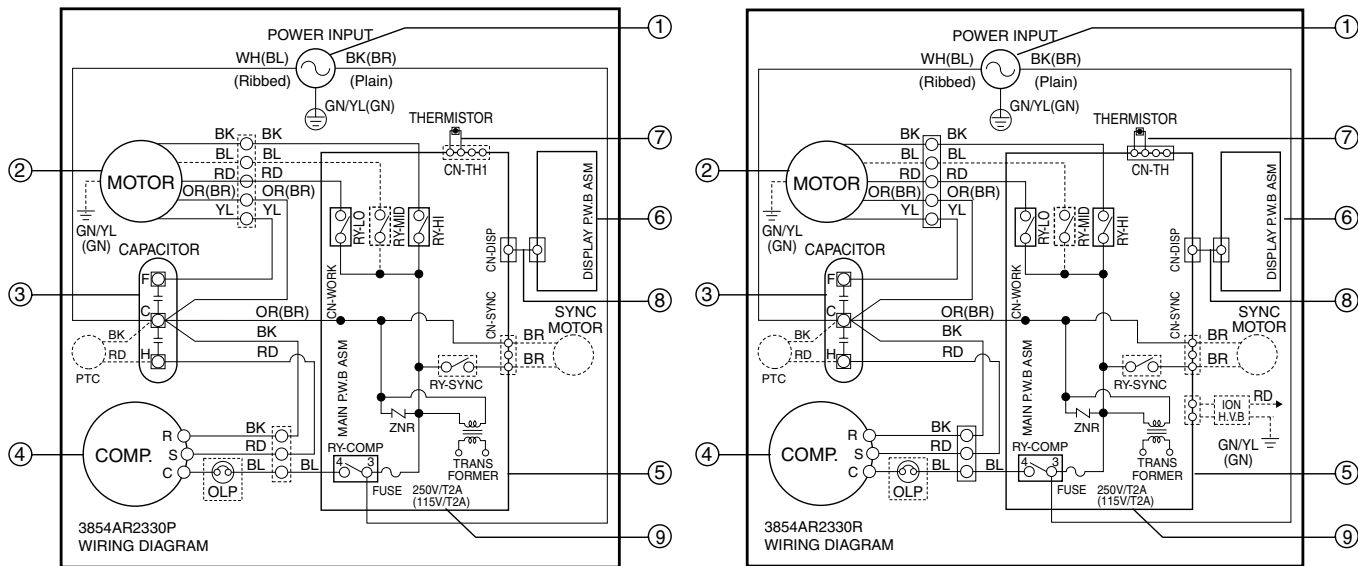 POWER INPUT
WH(BL) BK(BR)
(Ribbed) (Plain)
GN/YL(GN)
THERMISTOR
CN-TH1
BK BK
BL BL
RD RD
OR(BR) OR(BR)
YL YL
MOTOR
GN/YL
(GN)
CAPACITOR
F
C
H
BK
RD
PTC
RY-LO
RY-MID
RY-HI
CN-DISP
DISPLAY P.W.B ASM
CN-WORK
CN-SYNC
SYNC
MOTOR
OR(BR)
BK
RD
BR
BR
RY-SYNC
MAIN P.W.B ASM
ZNR
TRANS
FORMER
RY-COMP
4 3
FUSE
250V/T2A
(115V/T2A)
COMP.
R
S
C
BK
RD
BL BL
OLP
3854AR2330P
WIRING DIAGRAM
1
2
3
4
5
6
7
8
9
POWER INPUT
WH(BL) BK(BR)
(Ribbed) (Plain)
GN/YL(GN)
THERMISTOR
CN-TH
BK BK
BL BL
RD RD
OR(BR) OR(BR)
YL YL
MOTOR
GN/YL
(GN)
CAPACITOR
F
C
H
BK
RD
PTC
RY-LO
RY-MID
RY-HI
CN-DISP
DISPLAY P.W.B ASM
CN-WORK
CN-SYNC
SYNC
MOTOR
OR(BR)
BK
RD
BR
BR
RY-SYNC
MAIN P.W.B ASM
ZNR
TRANS
FORMER
ION
H.V.B
RD
GN/YL
(GN)
RY-COMP
4 3
FUSE
250V/T2A
(115V/T2A)
COMP.
R
S
C
BK
RD
BL BL
OLP
3854AR2330R
WIRING DIAGRAM
1
2
3
4
5
6
7
8
9